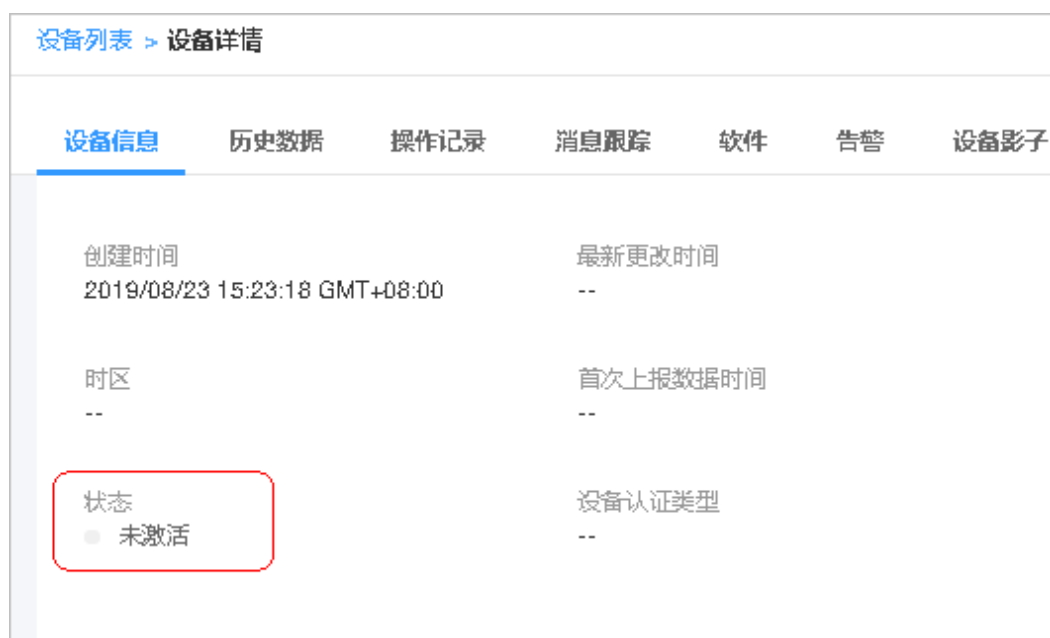 设备列表 > 设备详情
设备信息 历史数据 操作记录 消息跟踪 软件 告警 设备影子
创建时间 最新更改时间
2019/08/23 15:23:18 GMT+08:00 --
时区 首次上报数据时间
-- --
状态 设备认证类型
未激活 --